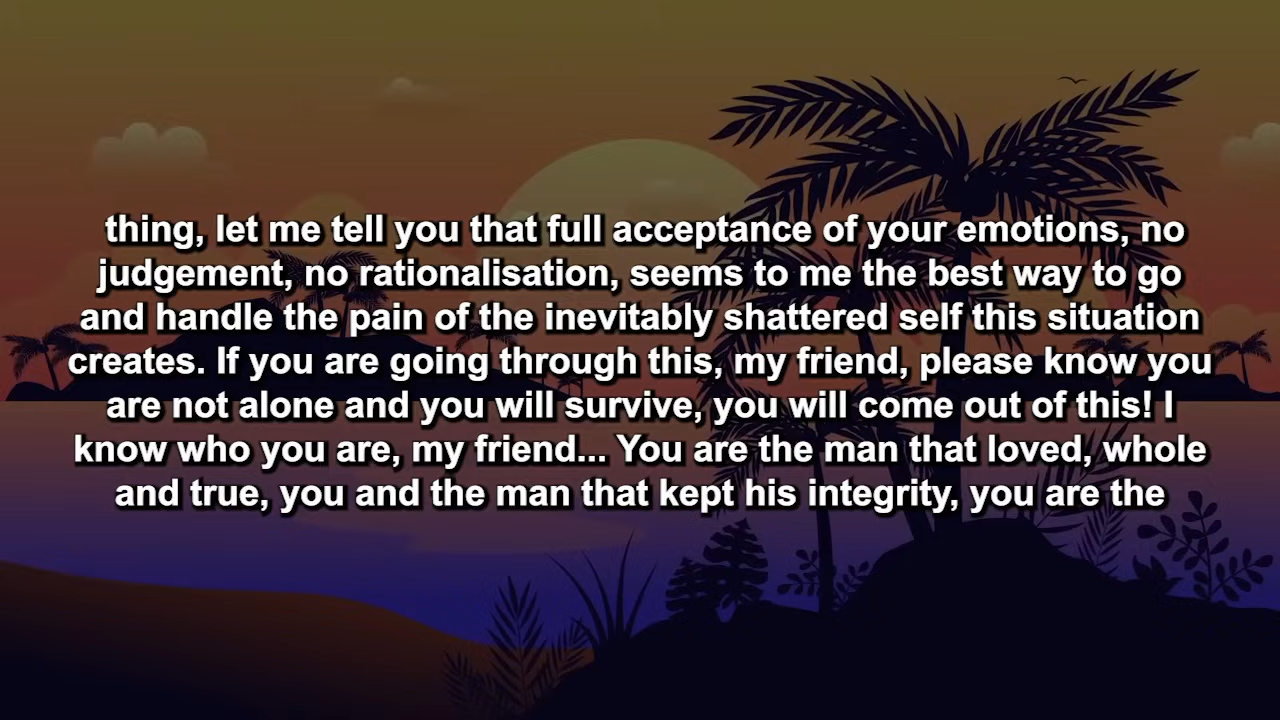 thing, let me tell you that full acceptance of your emotions, no
judgement, no rationalisation, seems to me the best way to go
and handle the pain of the inevitably shattered self this situation
creates. If you are going through this, my friend, please know you
are not alone and you will survive, you will come out of this! I
know who you are, my friend... You are the man that loved, whole
and true, you and the man that kept his integrity, you are the